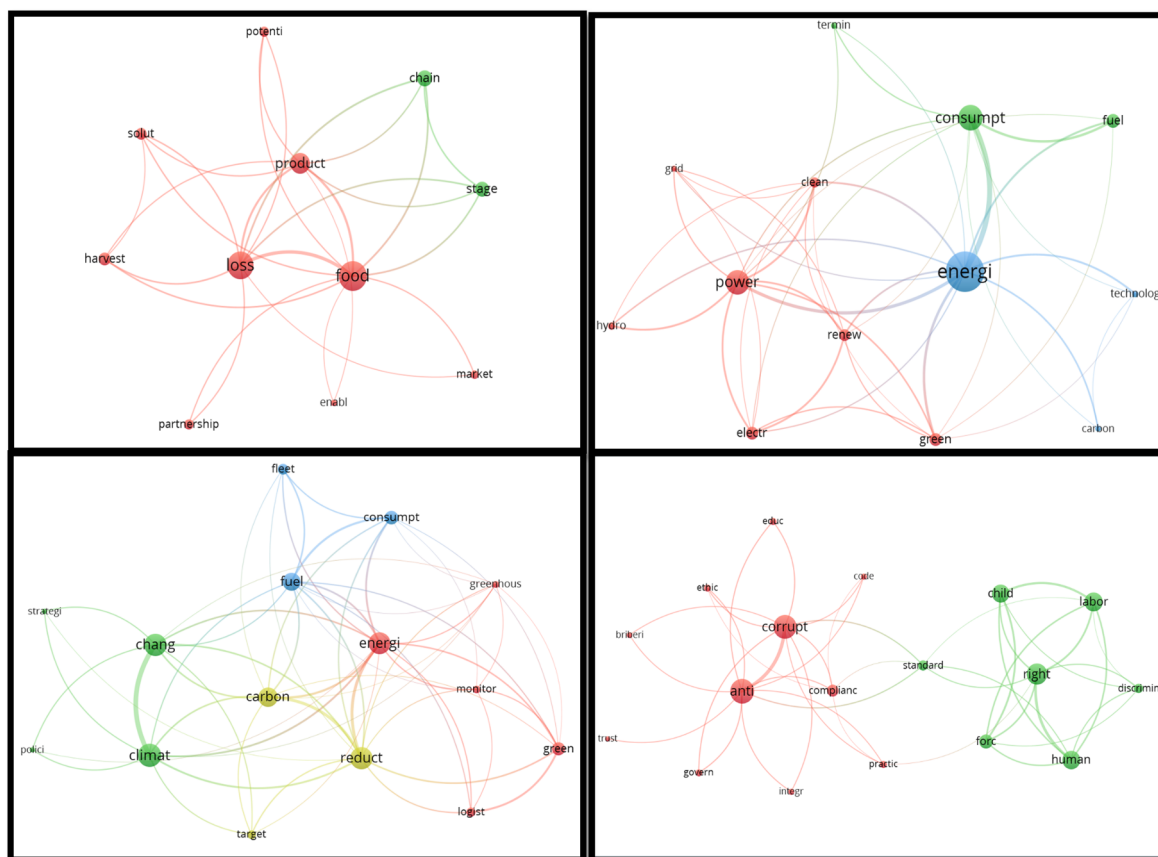 potenti
chain
solut
product
stage
harvest
loss
food
market
enabl
partnership
termin
consumpt
fuel
grid
clean
energi
power
technolog
hydro
renew
carbon
electr
green
fleet
consumpt
fuel
greenhous
strategi
chang
energi
carbon
monitor
polici
climat
reduct
green
logist
target
educ
code
ethic
child
labor
corrupt
briberi
standard
right
anti
complianc
discrimin
trust
forc
human
govern
practic
integr